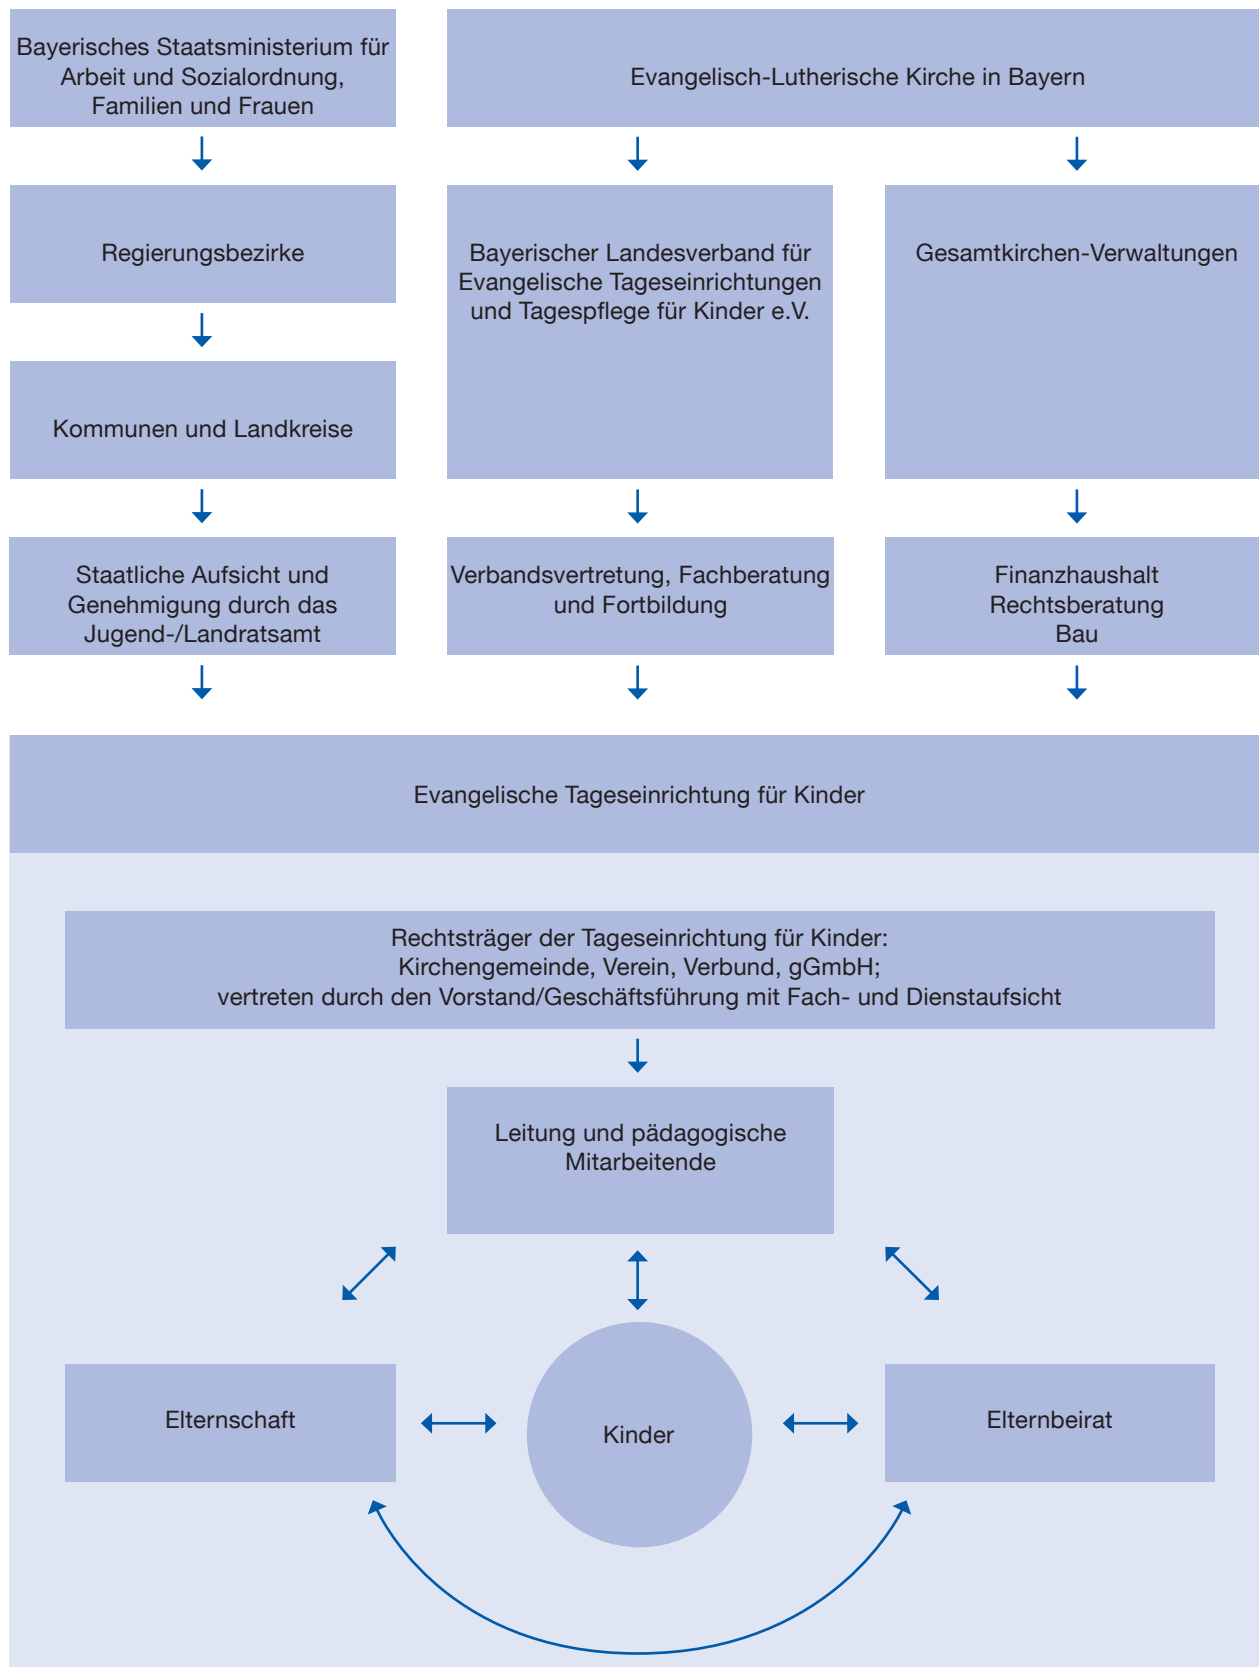 Bayerisches Staatsministerium für
Arbeit und Sozialordnung,
Familien und Frauen
Evangelisch-Lutherische Kirche in Bayern
Regierungsbezirke
Bayerischer Landesverband für
Evangelische Tageseinrichtungen
und Tagespflege für Kinder e.V.
Gesamtkirchen-Verwaltungen
Kommunen und Landkreise
Staatliche Aufsicht und
Genehmigung durch das
Jugend-/Landratsamt
Verbandsvertretung, Fachberatung
und Fortbildung
Finanzhaushalt
Rechtsberatung
Bau
Evangelische Tageseinrichtung für Kinder
Rechtsträger der Tageseinrichtung für Kinder:
Kirchengemeinde, Verein, Verbund, gGmbH;
vertreten durch den Vorstand/Geschäftsführung mit Fach- und Dienstaufsicht
Leitung und pädagogische
Mitarbeitende
Elternschaft
Kinder
Elternbeirat